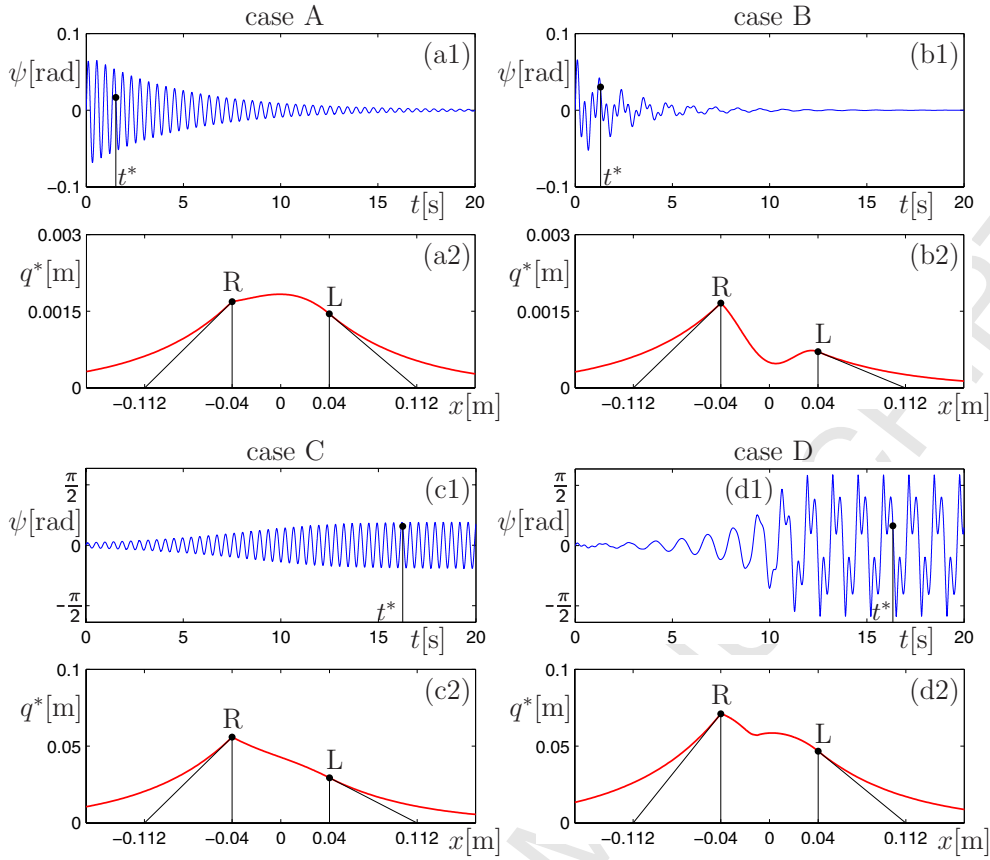 case A
0.1
ψ[rad]
0
−0.1
(a1)
t*
0 5 10 15 t[s] 20
0.003
q*[m]
0.0015
0
(a2)
R
L
−0.112 −0.04 0 0.04 0.112 x[m]
case B
0.1
ψ[rad]
0
−0.1
(b1)
t*
0 5 10 15 t[s] 20
0.003
q*[m]
0.0015
0
(b2)
R
L
−0.112 −0.04 0 0.04 0.112 x[m]
case C
π/2
ψ[rad]
0
−π/2
(c1)
t*
0 5 10 15 t[s] 20
0.1
q*[m]
0.05
0
(c2)
R
L
−0.112 −0.04 0 0.04 0.112 x[m]
case D
π/2
ψ[rad]
0
−π/2
(d1)
t*
0 5 10 15 t[s] 20
0.1
q*[m]
0.05
0
(d2)
R
L
−0.112 −0.04 0 0.04 0.112 x[m]